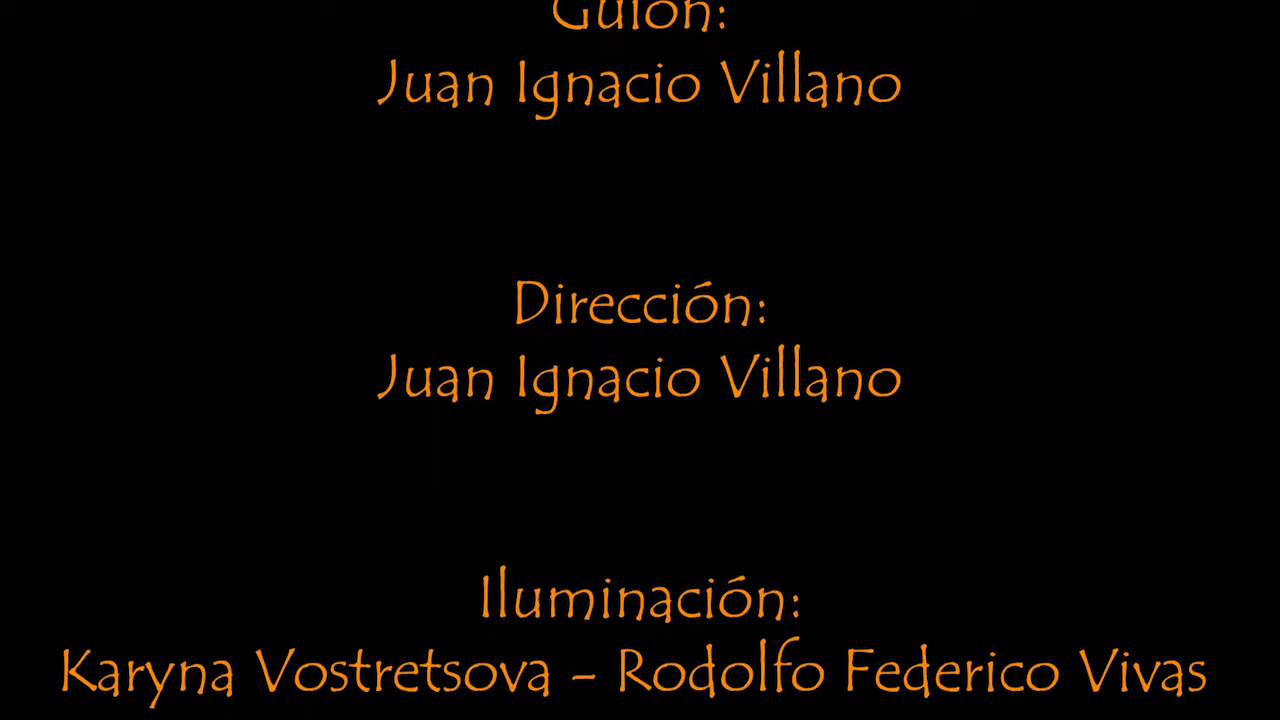 Guión:
Juan Ignacio Villano
Dirección:
Juan Ignacio Villano
Iluminación:
Karyna Vostretsova - Rodolfo Federico Vivas